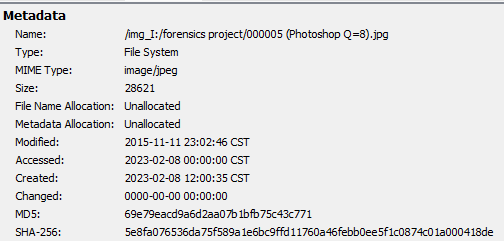 Metadata
Name: /img_I:/forensics project/000005 (Photoshop Q=8).jpg
Type: File System
MIME Type: image/jpeg
Size: 28621
File Name Allocation: Unallocated
Metadata Allocation: Unallocated
Modified: 2015-11-11 23:02:46 CST
Accessed: 2023-02-08 00:00:00 CST
Created: 2023-02-08 12:00:35 CST
Changed: 0000-00-00 00:00:00
MD5: 69e79eacd9a6d2aa07b1bfb75c43c771
SHA-256: 5e8fa076536da75f589a1e6bc9ffd11760a46febb0ee5f1c0874c01a000418de